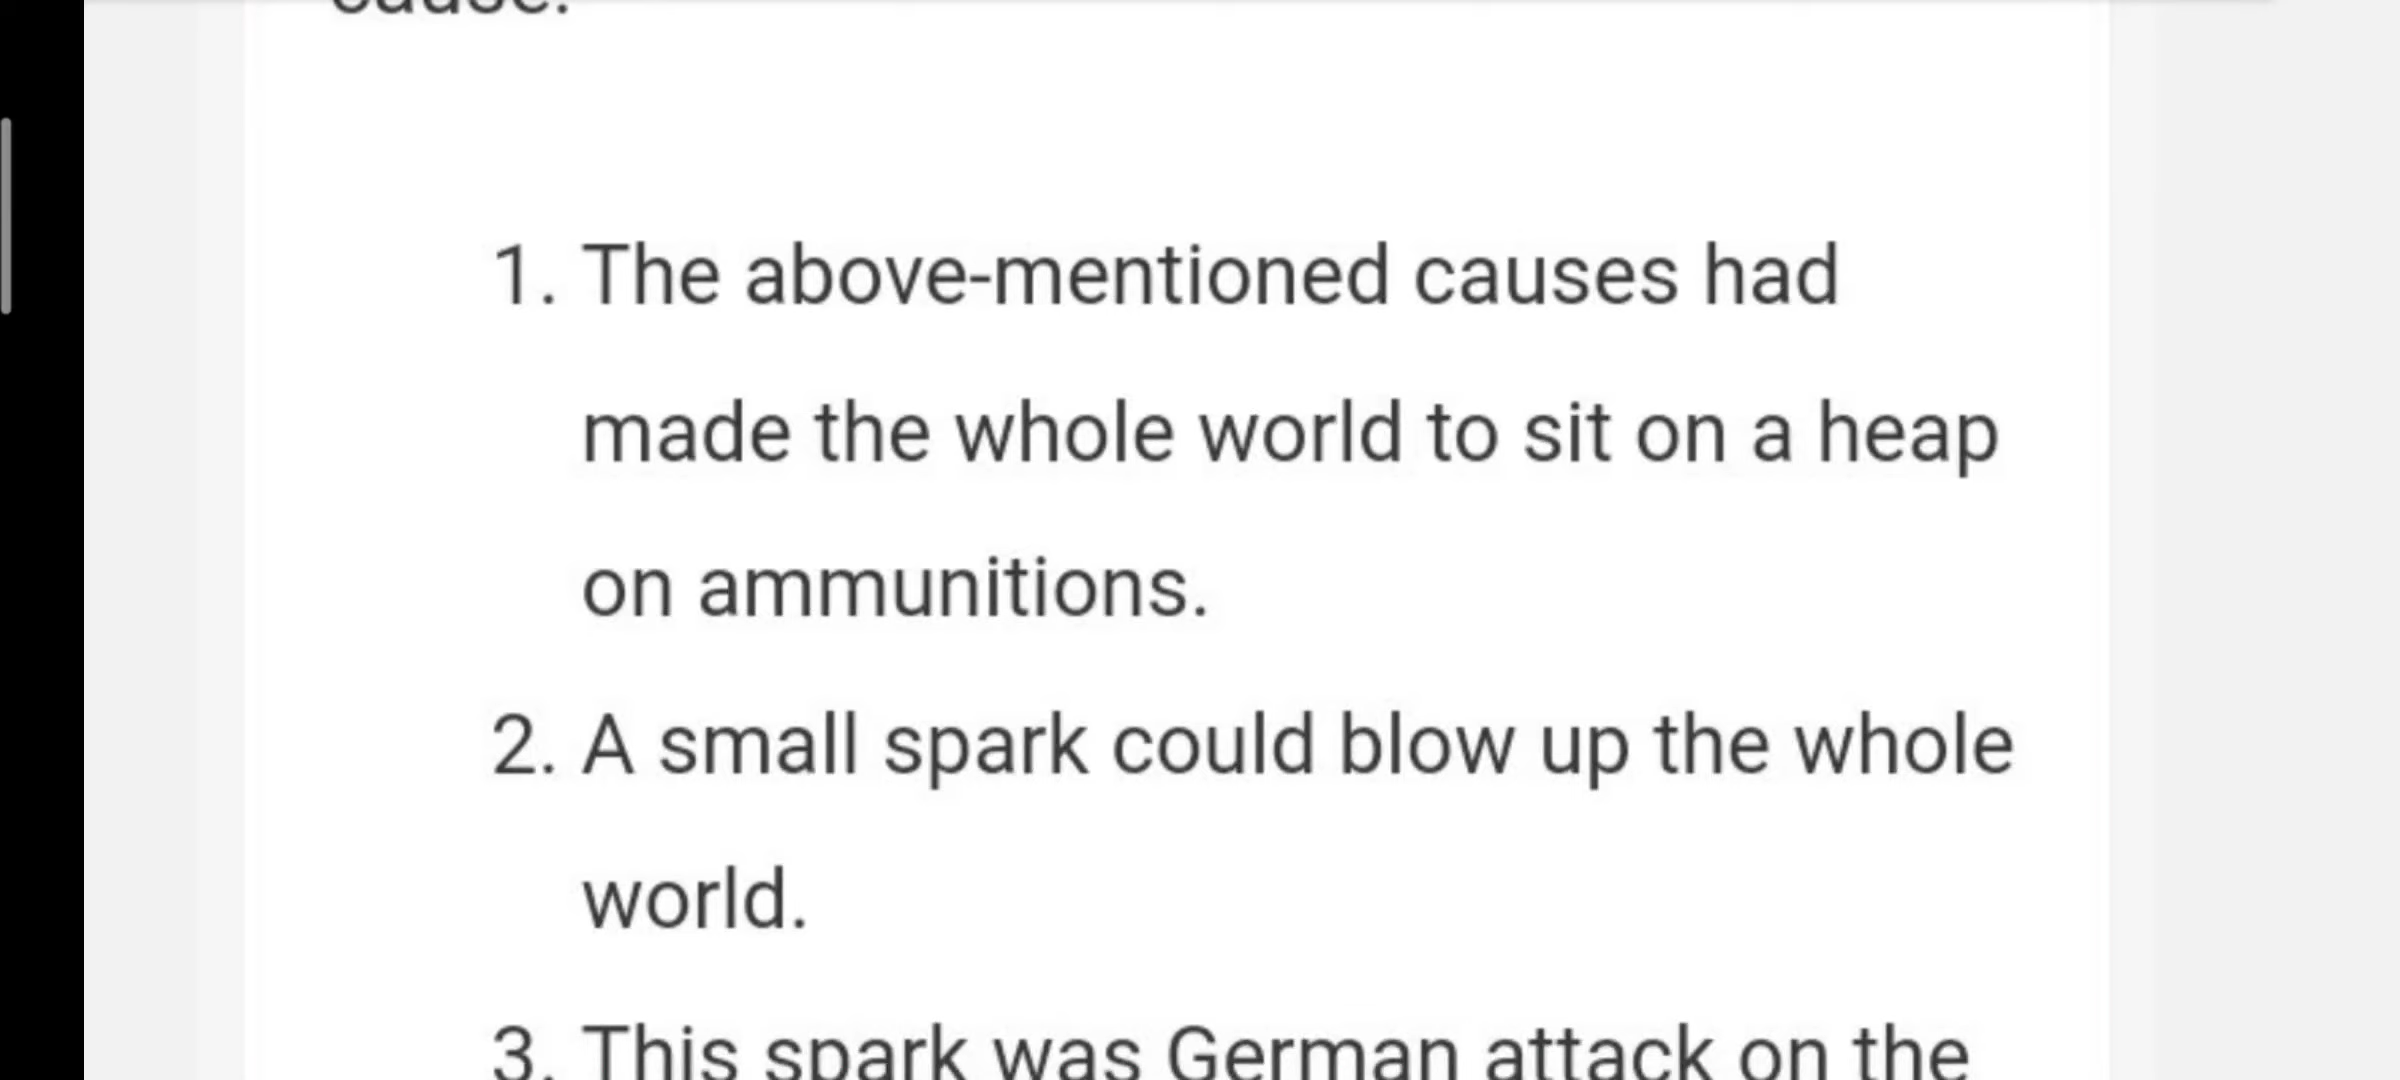 cause.
1. The above-mentioned causes had
made the whole world to sit on a heap
on ammunitions.
2. A small spark could blow up the whole
world.
3. This spark was German attack on the